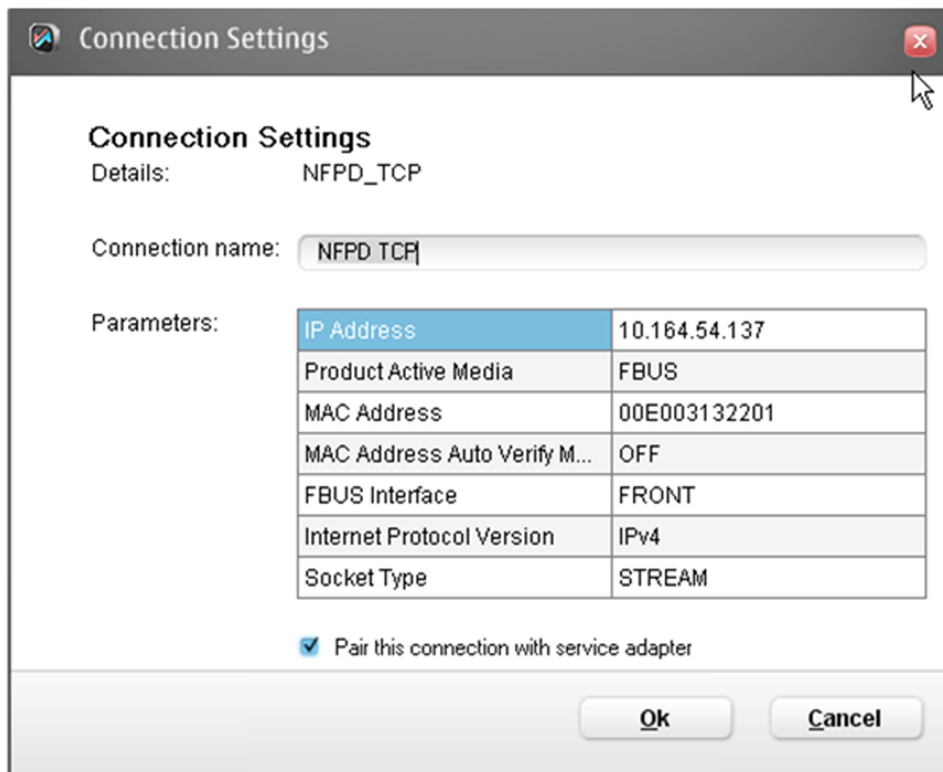 Connection Settings
Connection Settings
Details: NFPD_TCP
Connection name: NFPD TCP
Parameters: IP Address 10.164.54.137
Product Active Media FBUS
MAC Address 00E003132201
MAC Address Auto Verify M... OFF
FBUS Interface FRONT
Internet Protocol Version IPv4
Socket Type STREAM
Pair this connection with service adapter
Ok Cancel